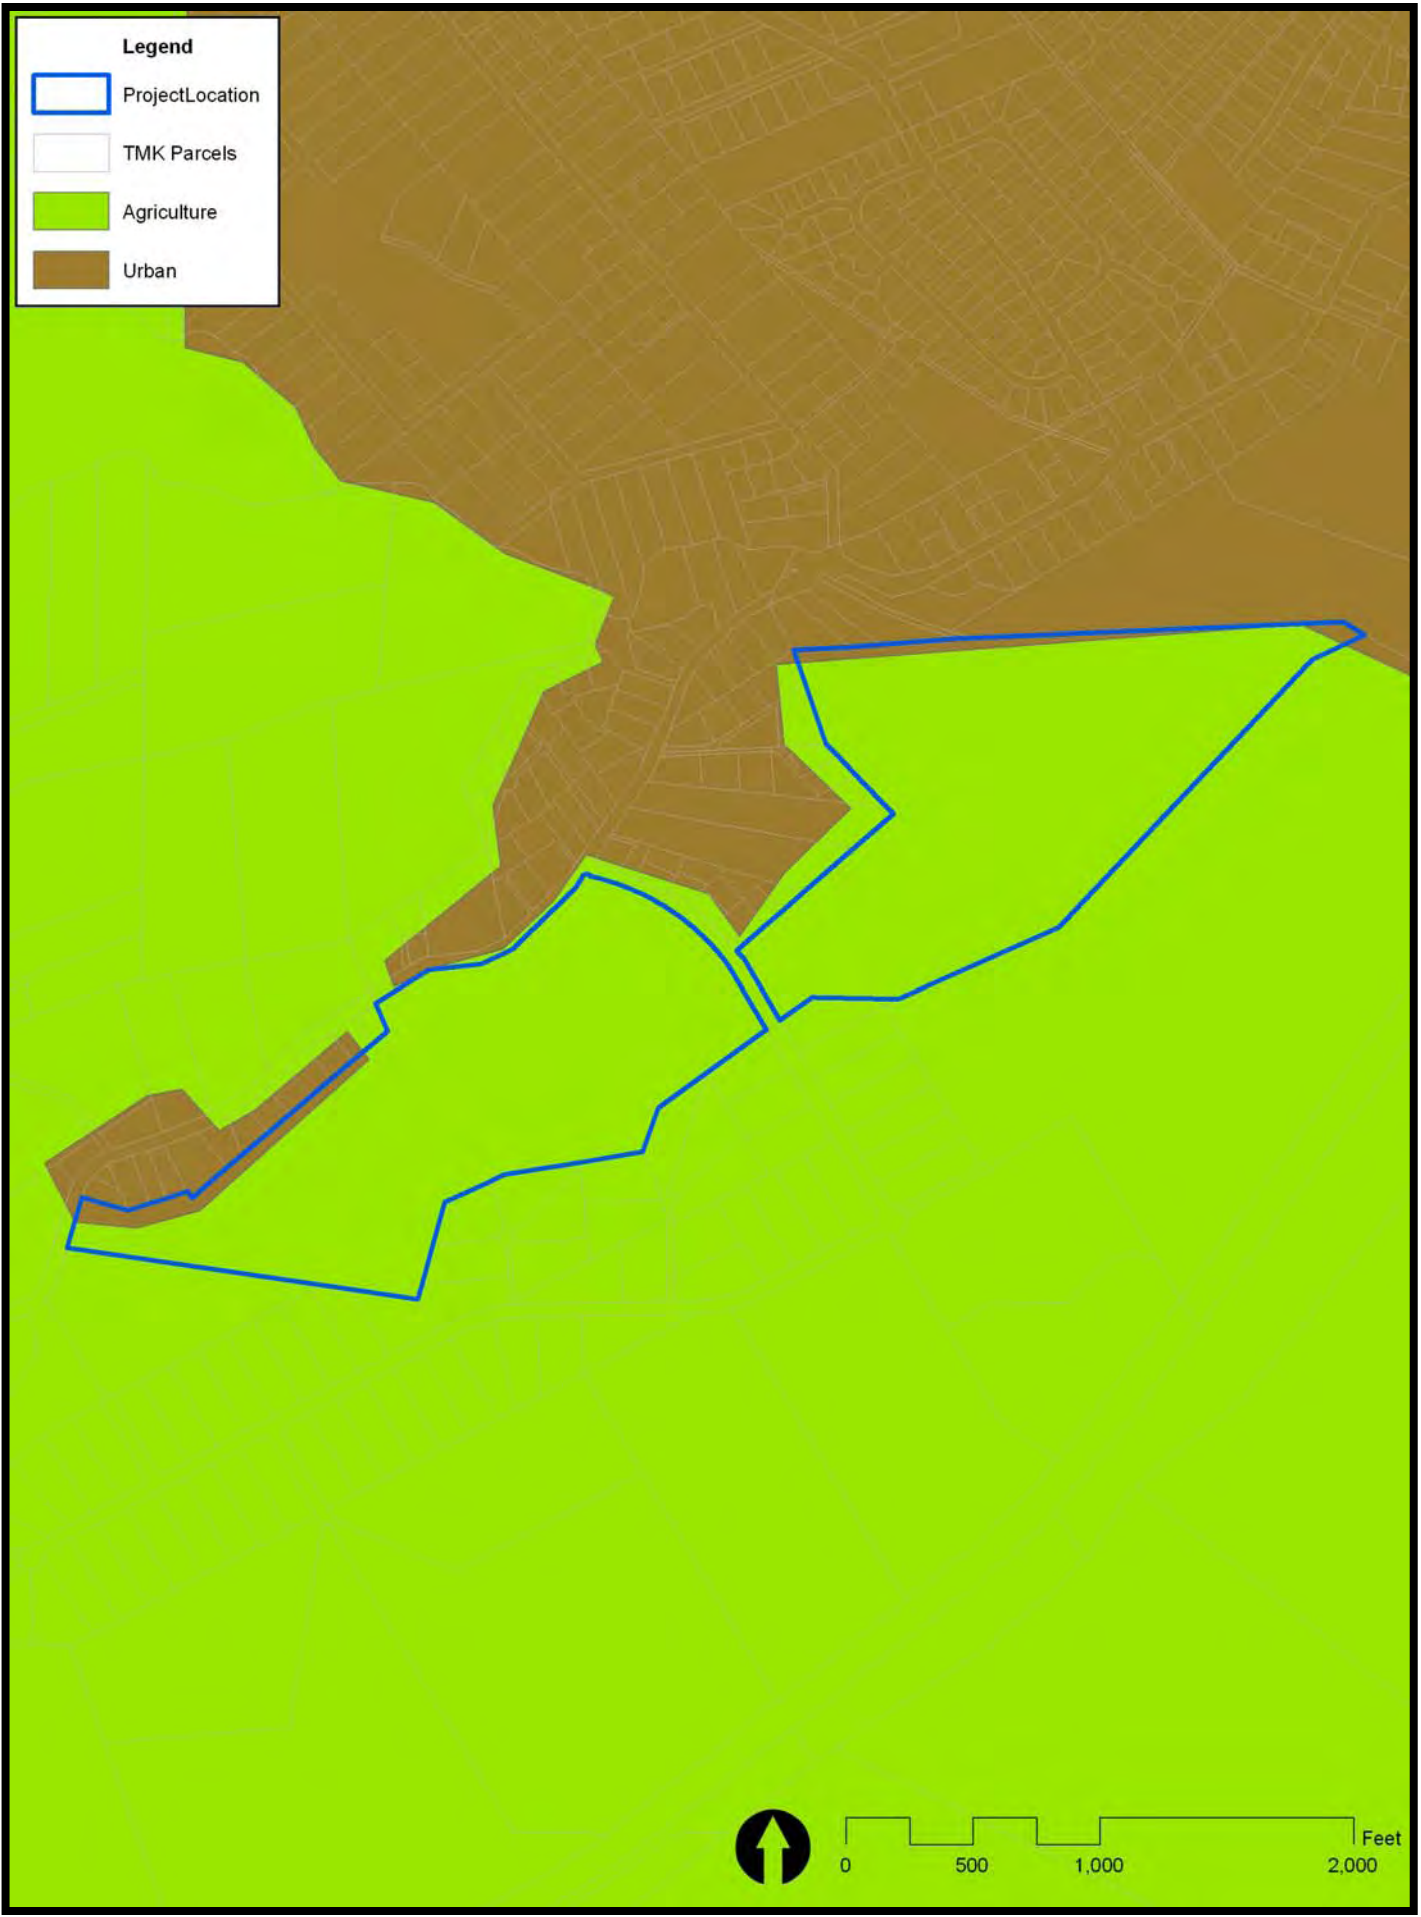 Legend
ProjectLocation
TMK Parcels
Agriculture
Urban
Feet
0 500 1,000 2,000